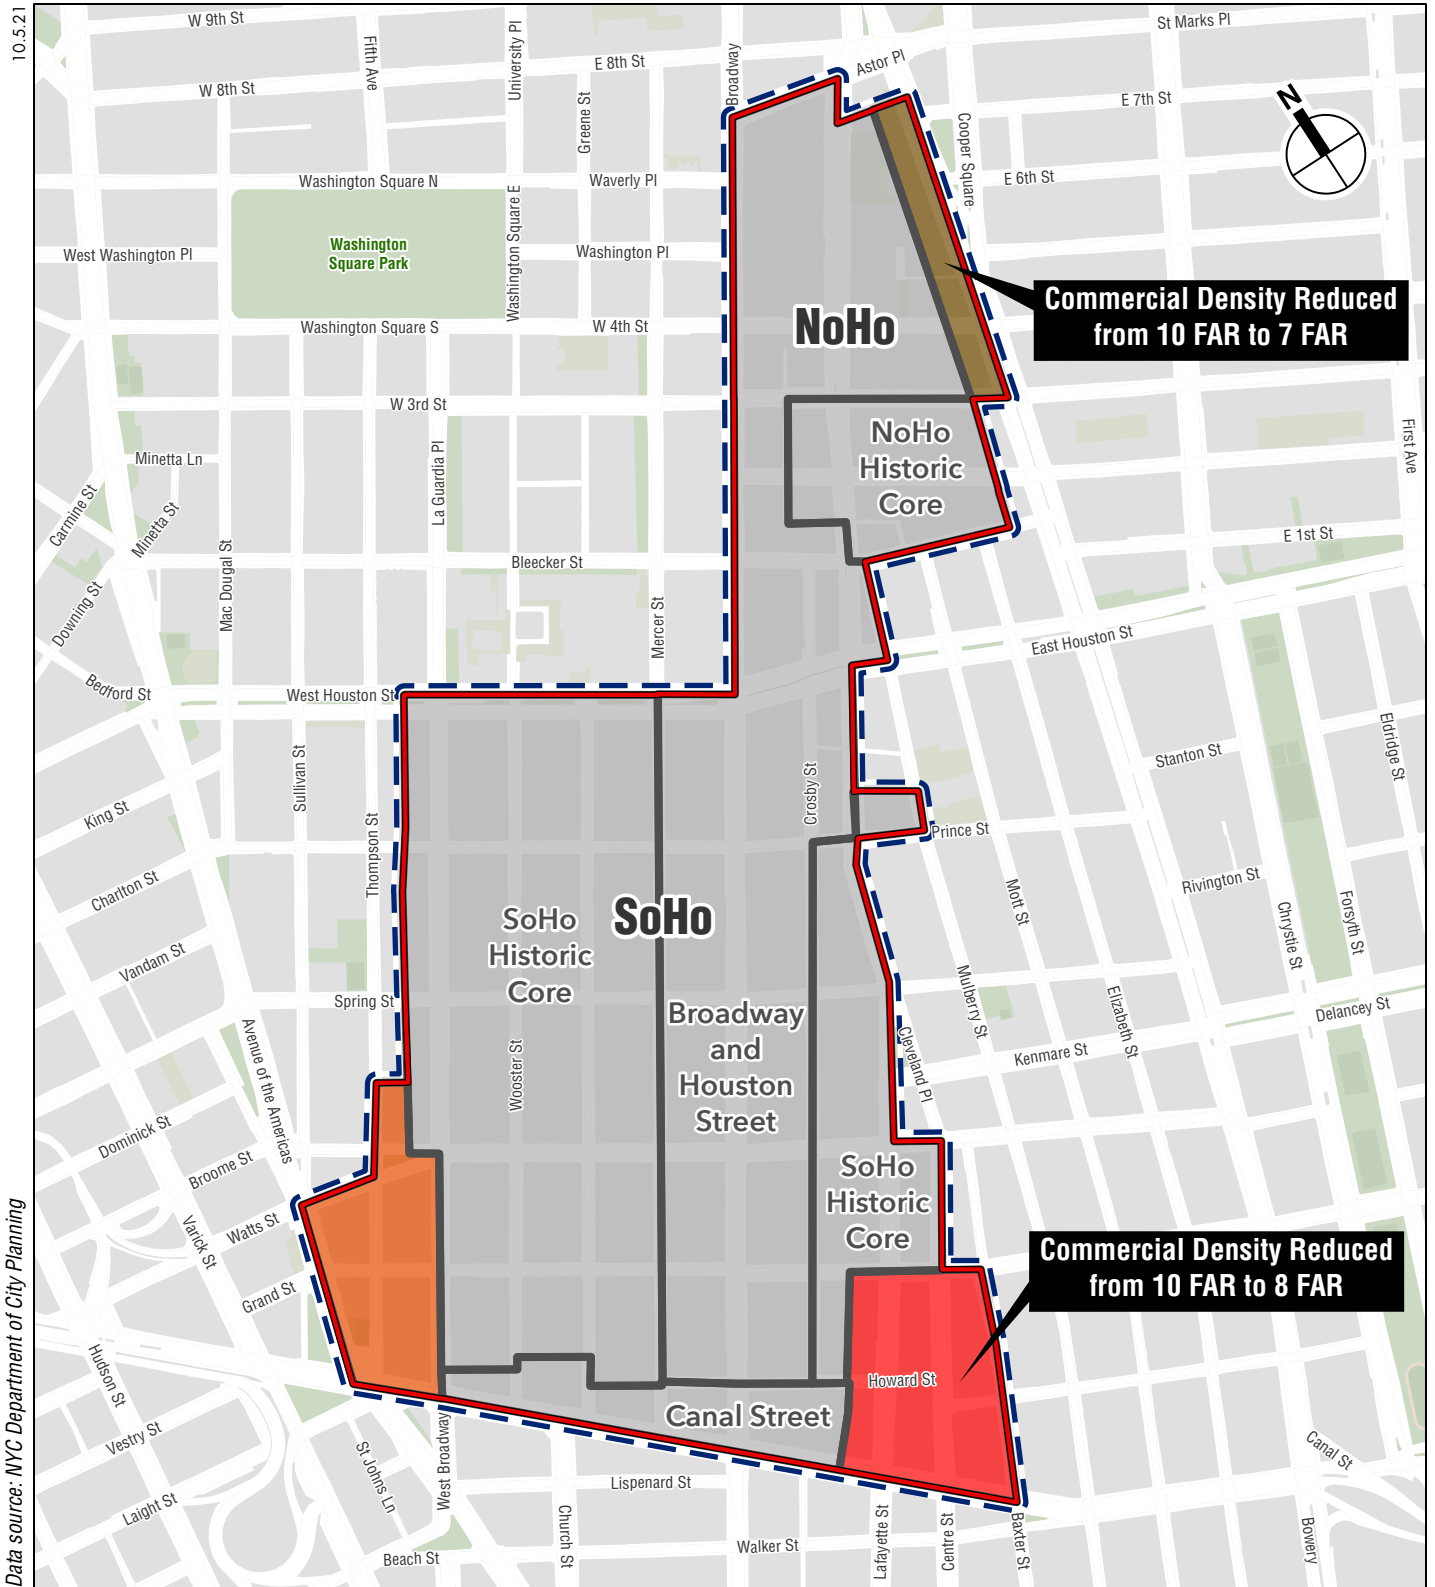 10.5.21
W 9th St
Fifth Ave
University Pl
E 8th St
Broadway
Astor Pl
St Marks Pl
W 8th St
Greene St
E 7th St
N
Cooper Square
Washington Square N
Waverly Pl
E 6th St
Washington
Square Park
Washington Square E
West Washington Pl
Washington Pl
Commercial Density Reduced
from 10 FAR to 7 FAR
Washington Square S
W 4th St
NoHo
W 3rd St
NoHo
Historic
Core
First Ave
Minetta Ln
La Guardia Pl
Carmine St
Minetta St
Mac Dougal St
Bleecker St
E 1st St
Downing St
Mercer St
East Houston St
Bedford St
West Houston St
Sullivan St
Crosby St
Stanton St
Eldridge St
King St
Thompson St
Prince St
Charlton St
SoHo
SoHo
Historic
Core
Mott St
Rivington St
Chrystie St
Forsyth St
Vandam St
Spring St
Mulberry St
Elizabeth St
Delancey St
Broadway
and
Houston
Street
Avenue of the Americas
Wooster St
Cleveland Pl
Kenmare St
Dominick St
Broome St
SoHo
Historic
Core
Watts St
Varick St
Grand St
Commercial Density Reduced
from 10 FAR to 8 FAR
Hudson St
Howard St
Canal Street
Vestry St
St Johns Ln
West Broadway
Canal St
Lispenard St
Laight St
Church St
Walker St
Lafayette St
Centre St
Baxter St
Bowery
Beach St
Data source: NYC Department of City Planning